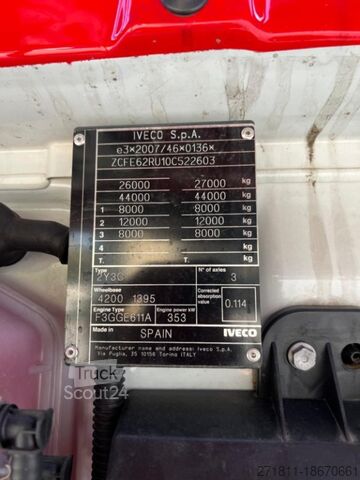 IVECO S.p.A.
e3*2007/46*0136*
ZCFE62RU10C522603
26000 27000 kg
44000 44000 kg
1 8000 8000 kg
2 12000 12000 kg
3 8000 8000 kg
4 kg
T. T. kg
Type N° of axles
2Y3C 3
Wheelbase Corrected absorption value
4200 1395 0.114
Engine Type Engine power kW
F3GGE611A 353
Made in SPAIN IVECO
Manufacturer name and address: Iveco S.p.A.
Via Puglia, 35 10156 Torino ITALY
Truck
Scout24
271811-18670661